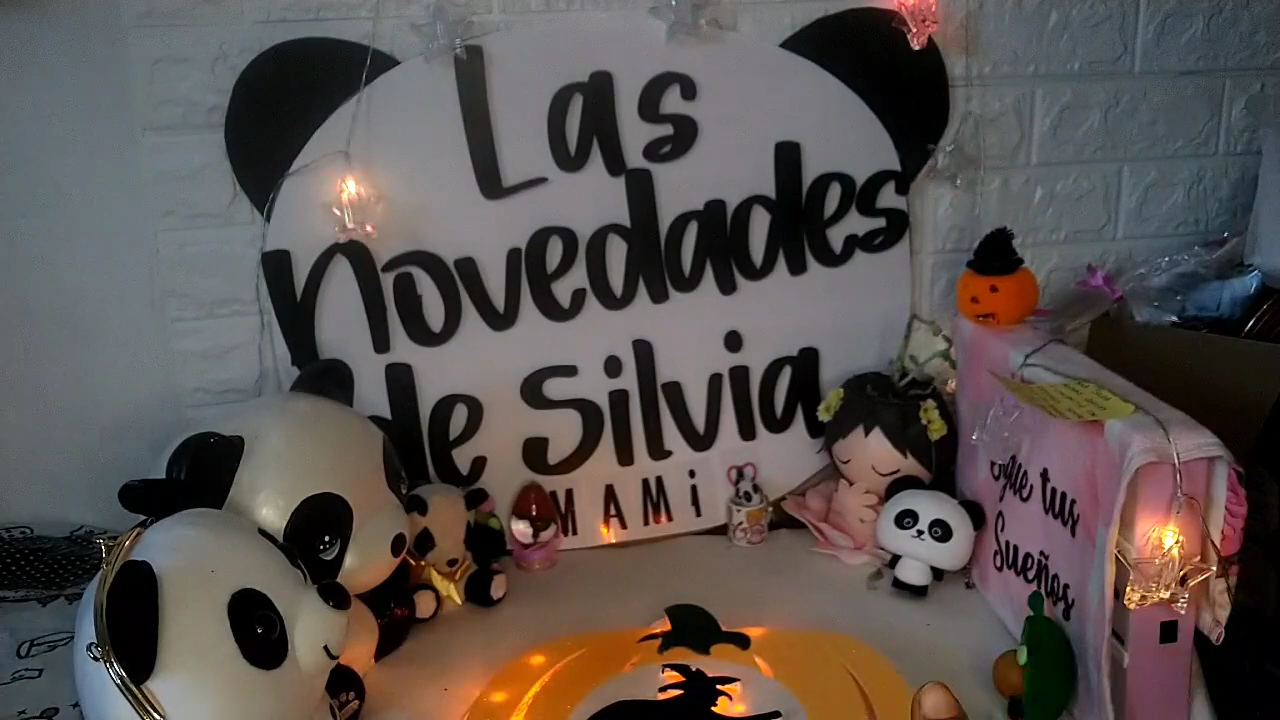 Las
Novedades
de Silvia
MAMi
Sigue tus
Sueños